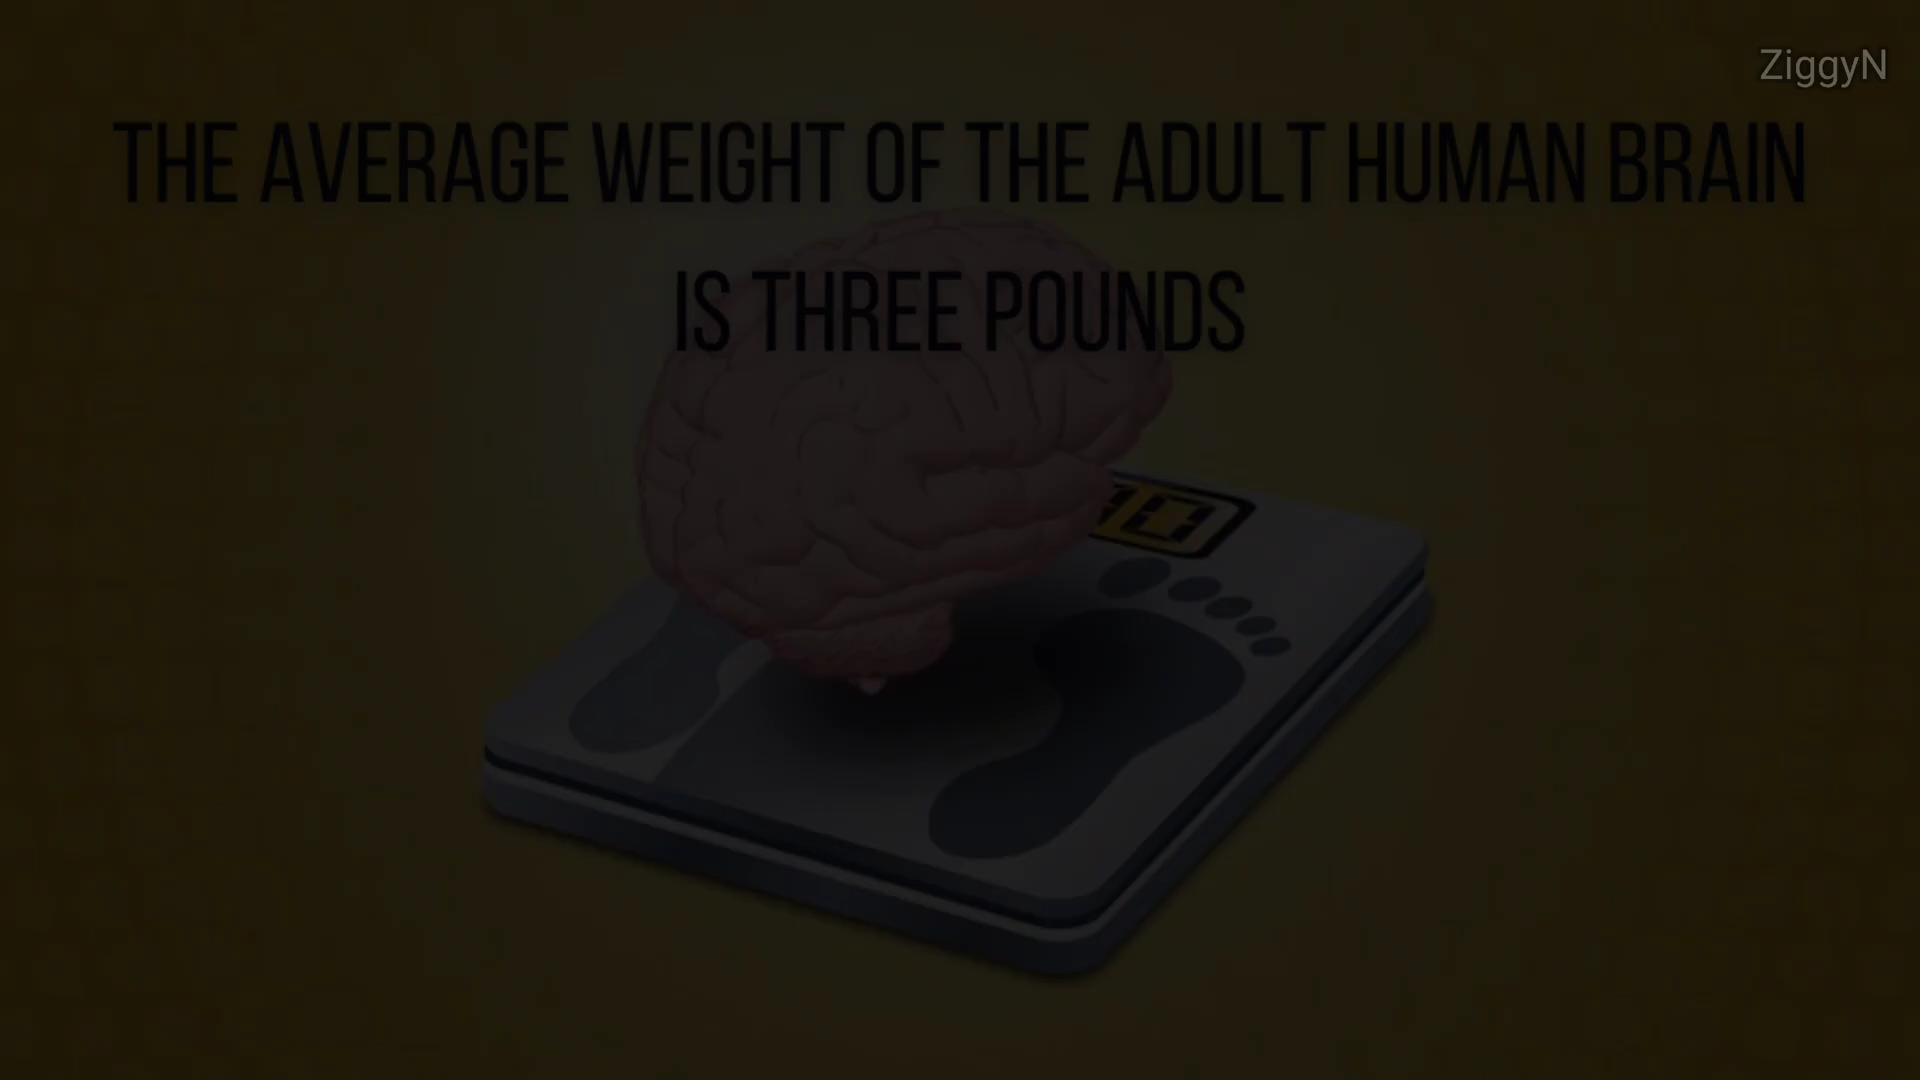 ZiggyN
THE AVERAGE WEIGHT OF THE ADULT HUMAN BRAIN
IS THREE POUNDS